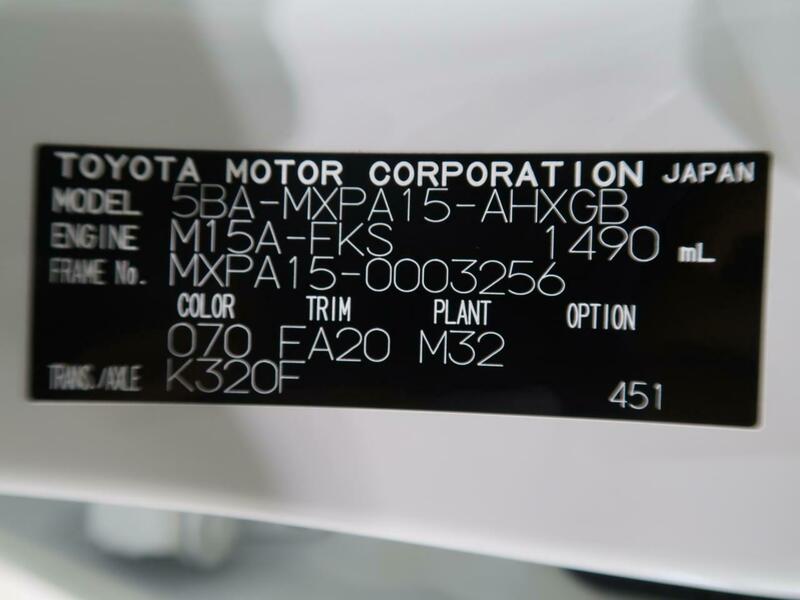 TOYOTA MOTOR CORPORATION JAPAN
MODEL 5BA-MXPA15-AHXGB
ENGINE M15A-FKS 1490 mL
FRAME No. MXPA15-0003256
COLOR TRIM PLANT OPTION
070 EA20 M32
TRANS./AXLE K320F
451